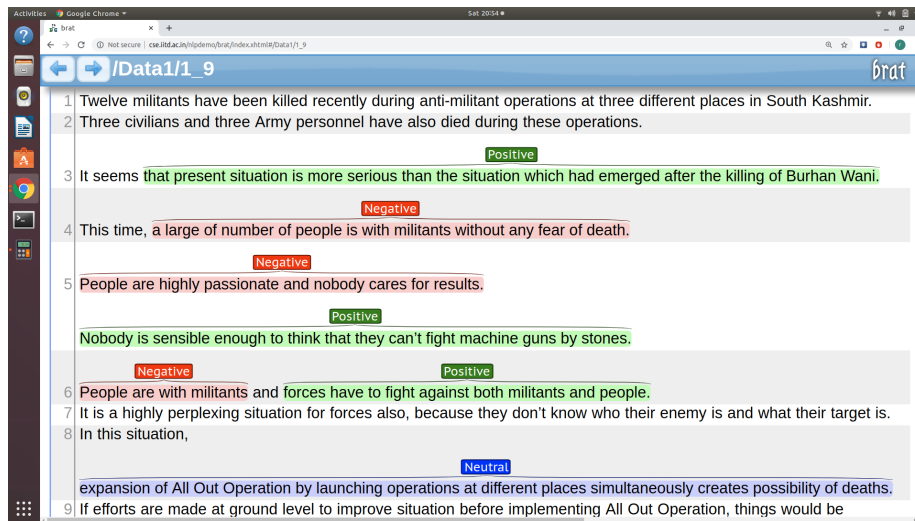 Activities Google Chrome ▾ Sat 20:54 ●
brat × +
Not secure | cse.iitd.ac.in/nlpdemo/brat/index.xhtml#/Data1/1_9
/Data1/1_9 brat
1 Twelve militants have been killed recently during anti-militant operations at three different places in South Kashmir.
2 Three civilians and three Army personnel have also died during these operations.
Positive
3 It seems that present situation is more serious than the situation which had emerged after the killing of Burhan Wani.
Negative
4 This time, a large of number of people is with militants without any fear of death.
Negative
5 People are highly passionate and nobody cares for results.
Positive
Nobody is sensible enough to think that they can't fight machine guns by stones.
Negative Positive
6 People are with militants and forces have to fight against both militants and people.
7 It is a highly perplexing situation for forces also, because they don't know who their enemy is and what their target is.
8 In this situation,
Neutral
expansion of All Out Operation by launching operations at different places simultaneously creates possibility of deaths.
9 If efforts are made at ground level to improve situation before implementing All Out Operation, things would be